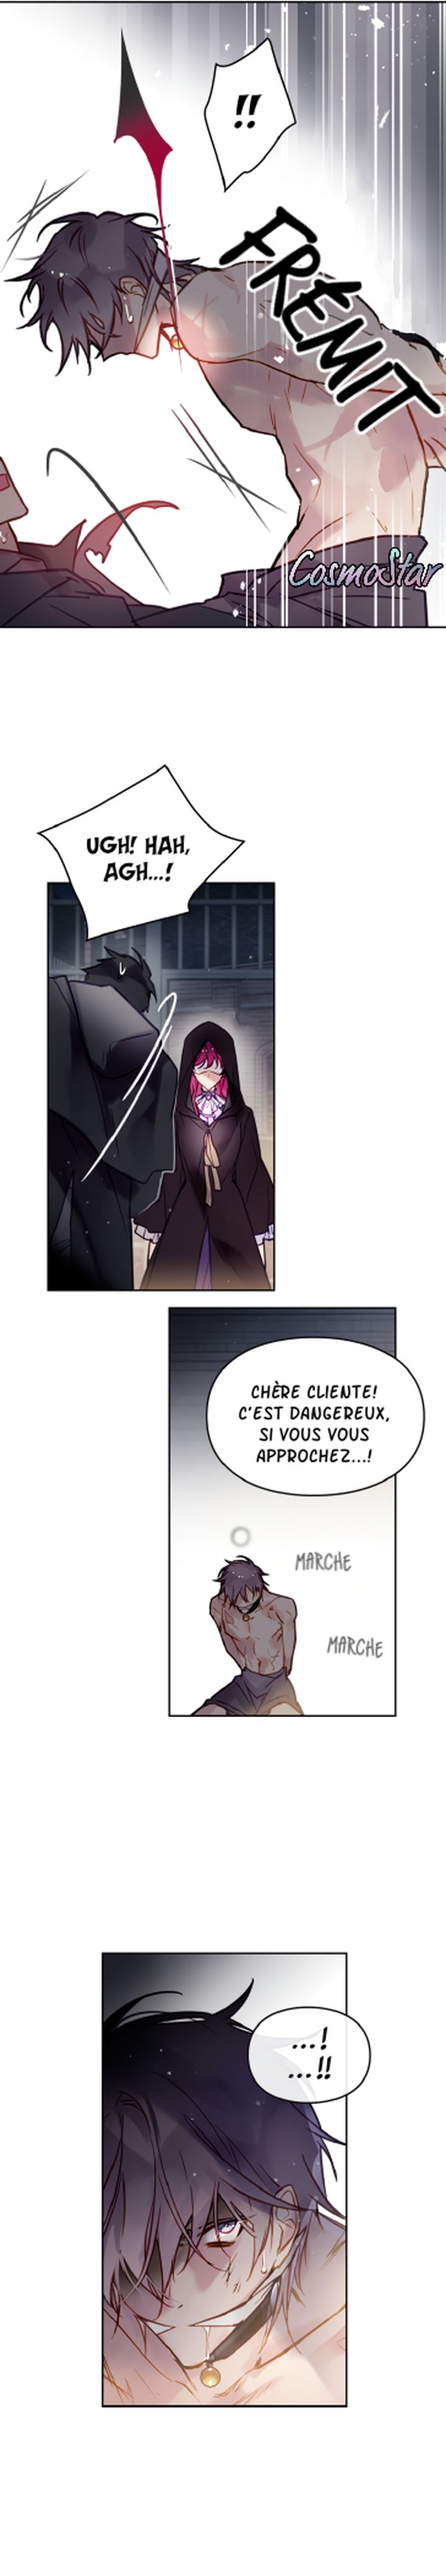 !!
FRÉMIT
CosmoStar
UGH! HAH,
AGH...!
CHÈRE CLIENTE!
C'EST DANGEREUX,
SI VOUS VOUS
APPROCHEZ...!
MARCHE
MARCHE
...!
...!!